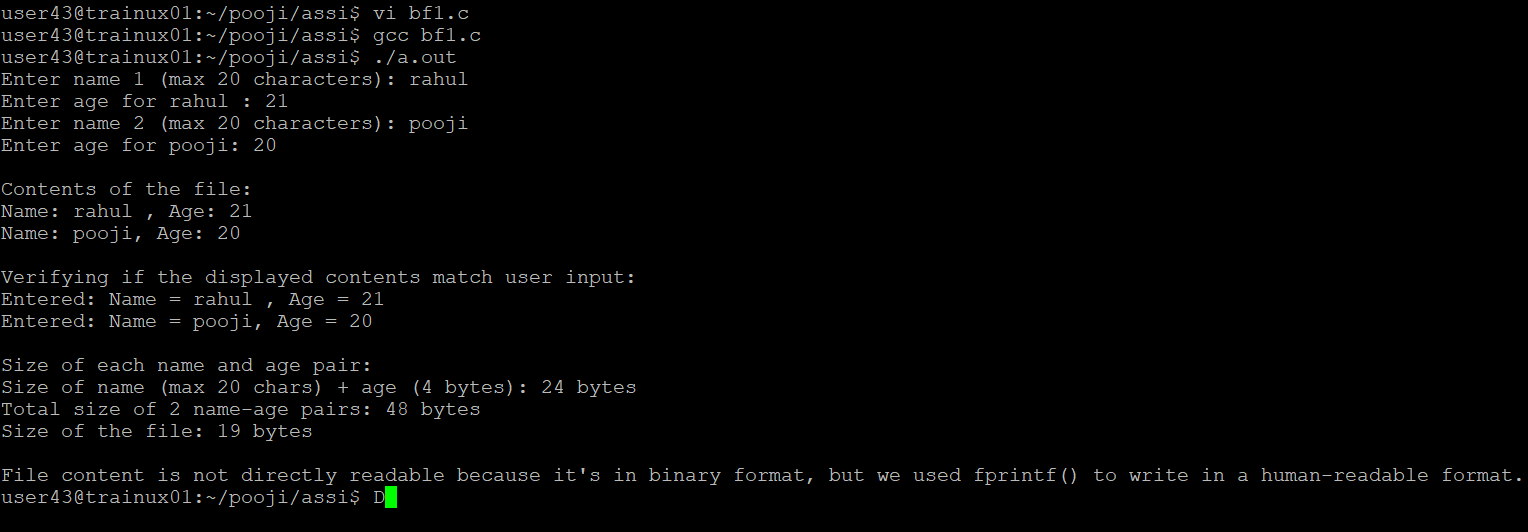 user43@trainux01:~/pooji/assi$ vi bf1.c
user43@trainux01:~/pooji/assi$ gcc bf1.c
user43@trainux01:~/pooji/assi$ ./a.out
Enter name 1 (max 20 characters): rahul
Enter age for rahul : 21
Enter name 2 (max 20 characters): pooji
Enter age for pooji: 20
Contents of the file:
Name: rahul , Age: 21
Name: pooji, Age: 20
Verifying if the displayed contents match user input:
Entered: Name = rahul , Age = 21
Entered: Name = pooji, Age = 20
Size of each name and age pair:
Size of name (max 20 chars) + age (4 bytes): 24 bytes
Total size of 2 name-age pairs: 48 bytes
Size of the file: 19 bytes
File content is not directly readable because it's in binary format, but we used fprintf() to write in a human-readable format.
user43@trainux01:~/pooji/assi$ D